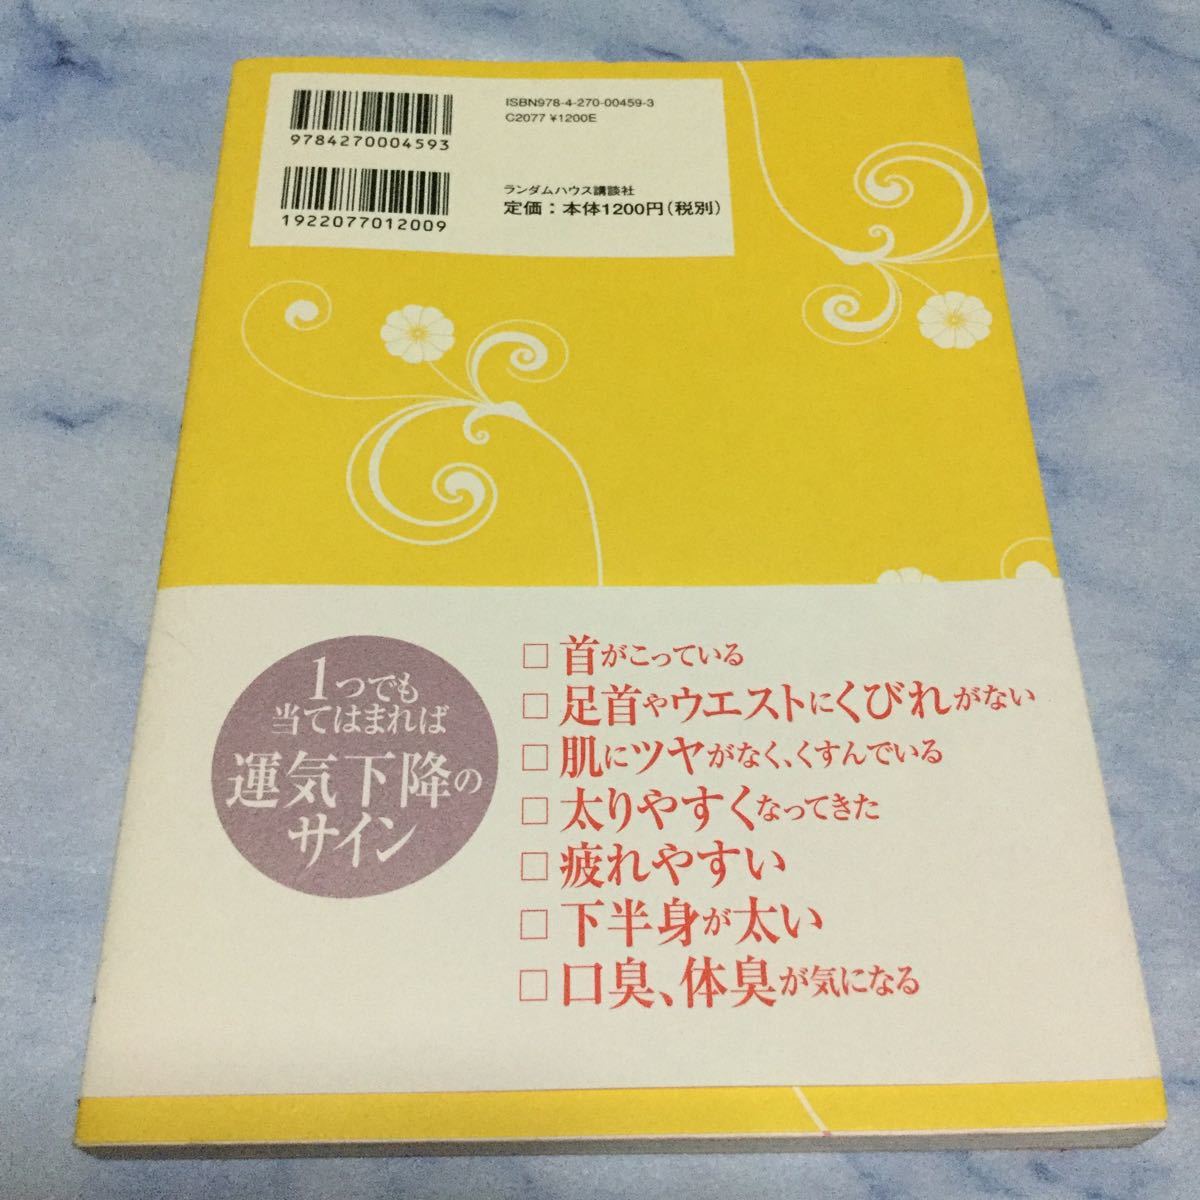 9784270004593
ISBN978-4-270-00459-3
C2077 ¥1200E
1922077012009
ランダムハウス講談社
定価：本体1200円（税別）
1つでも
当てはまれば
運気下降の
サイン
□ 首がこっている
□ 足首やウエストにくびれがない
□ 肌にツヤがなく、くすんでいる
□ 太りやすくなってきた
□ 疲れやすい
□ 下半身が太い
□ 口臭、体臭が気になる